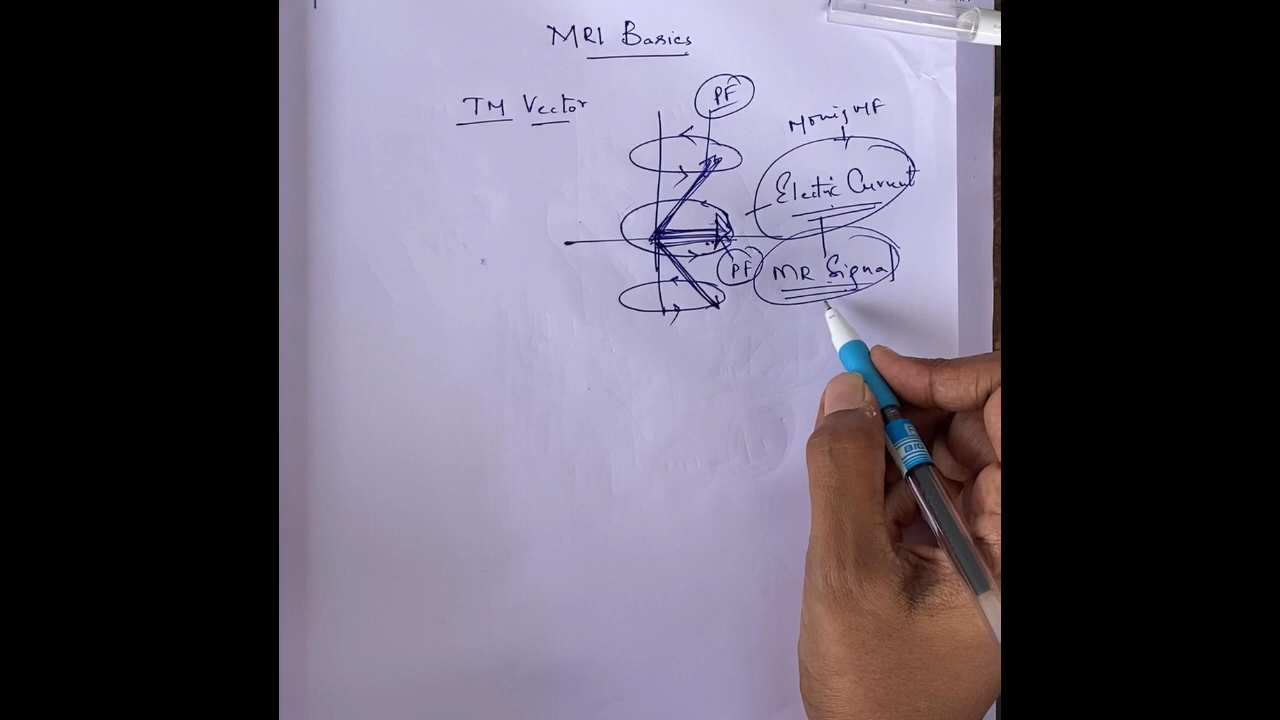 MRI Basics
TM Vector
PF
Moving MF
Electric Current
PF
MR Signal